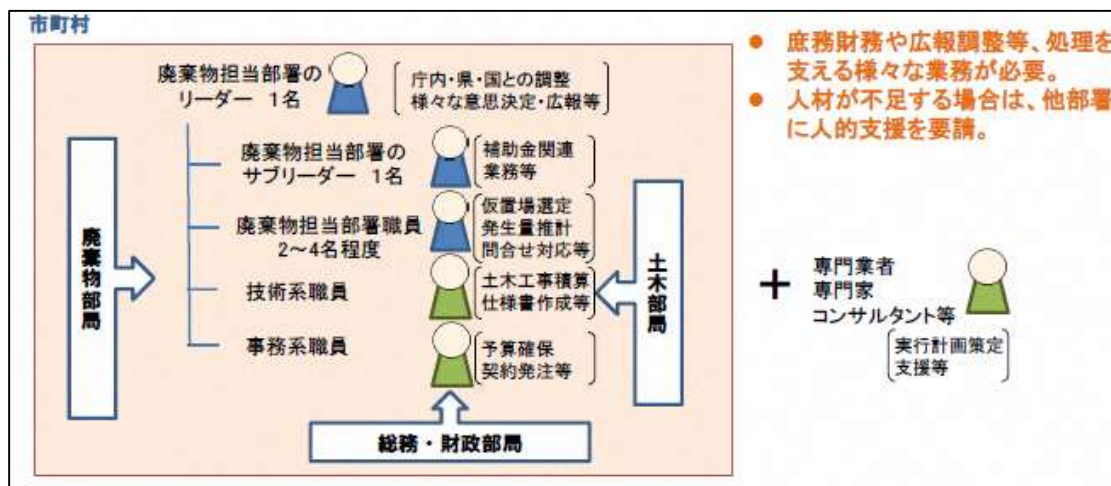 市町村
廃棄物担当部署の
リーダー 1名
庁内・県・国との調整
様々な意思決定・広報等
廃棄物担当部署の
サブリーダー 1名
補助金関連
業務等
廃棄物担当部署職員
2～4名程度
仮置場選定
発生量推計
問合せ対応等
技術系職員
土木工事積算
仕様書作成等
事務系職員
予算確保
契約発注等
廃棄物部局
土木部局
総務・財政部局
● 庶務財務や広報調整等、処理を
支える様々な業務が必要。
● 人材が不足する場合は、他部署
に人的支援を要請。
+
専門業者
専門家
コンサルタント等
実行計画策定
支援等